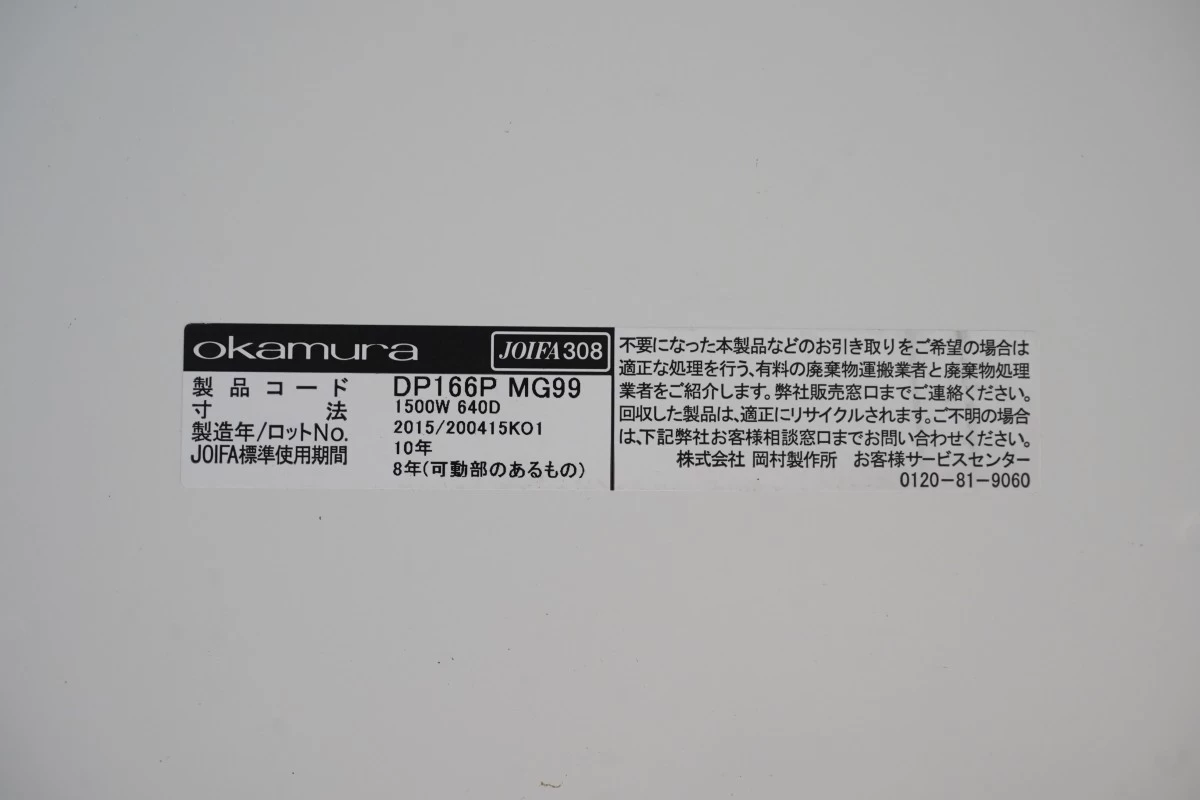 okamura JOIFA308
製品コード DP166P MG99
寸法 1500W 640D
製造年/ロットNo. 2015/200415K01
JOIFA標準使用期間 10年
8年(可動部のあるもの)
不要になった本製品などのお引き取りをご希望の場合は
適正な処理を行う、有料の廃棄物運搬業者と廃棄物処理
業者をご紹介します。弊社販売窓口までご連絡ください。
回収した製品は、適正にリサイクルされます。ご不明の場合
は、下記弊社お客様相談窓口までお問い合わせください。
株式会社 岡村製作所 お客様サービスセンター
0120-81-9060